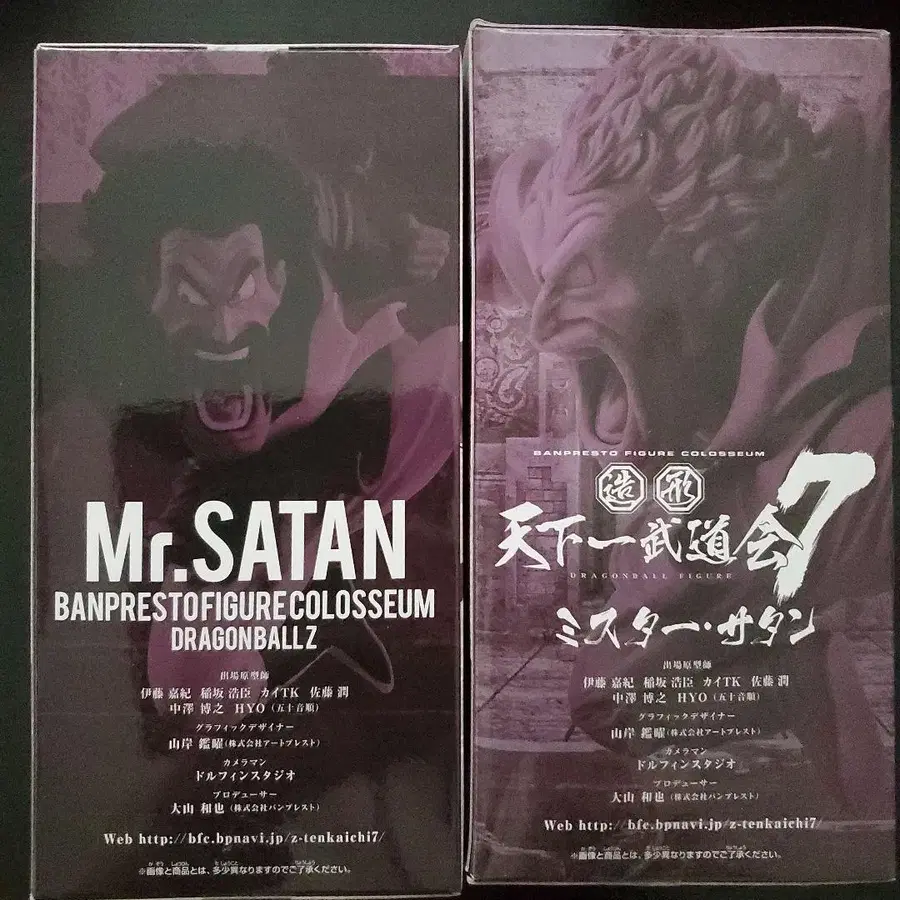 Mr.SATAN
BANPRESTO FIGURE COLOSSEUM
DRAGONBALL Z
出場原型師
伊藤 嘉紀 稲坂 浩臣 カイTK 佐藤 潤
中澤 博之 HYO (五十音順)
グラフィックデザイナー
山岸 鑑曜(株式会社アートプレスト)
カメラマン
ドルフィンスタジオ
プロデューサー
大山 和也(株式会社バンプレスト)
Web http://bfc.bpnavi.jp/z-tenkaichi7/
※画像と商品とは、多少異なりますのでご了承ください。
BANPRESTO FIGURE COLOSSEUM
造形
天下一武道会7
DRAGONBALL FIGURE
ミスター・サタン
出場原型師
伊藤 嘉紀 稲坂 浩臣 カイTK 佐藤 潤
中澤 博之 HYO (五十音順)
グラフィックデザイナー
山岸 鑑曜(株式会社アートプレスト)
カメラマン
ドルフィンスタジオ
プロデューサー
大山 和也(株式会社バンプレスト)
Web http://bfc.bpnavi.jp/z-tenkaichi7/
※画像と商品とは、多少異なりますのでご了承ください。